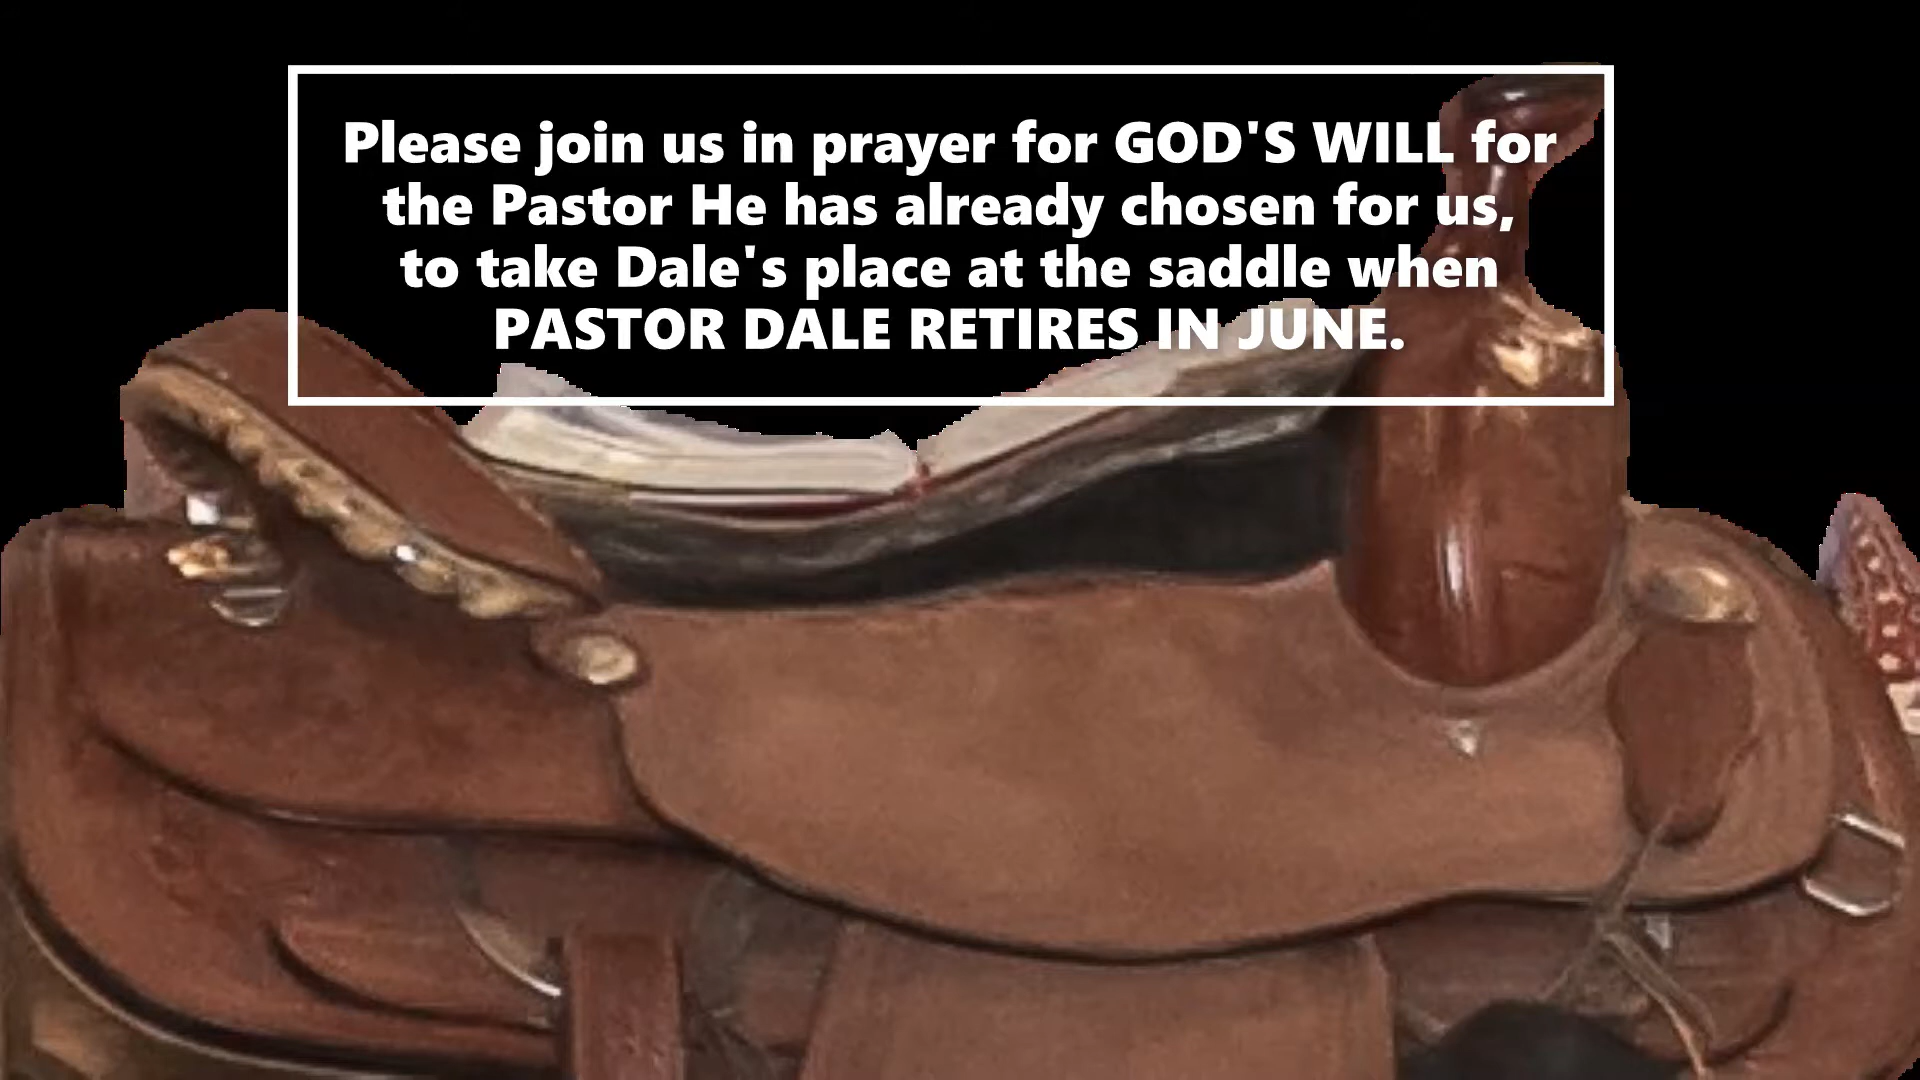 Please join us in prayer for GOD'S WILL for
the Pastor He has already chosen for us,
to take Dale's place at the saddle when
PASTOR DALE RETIRES IN JUNE.